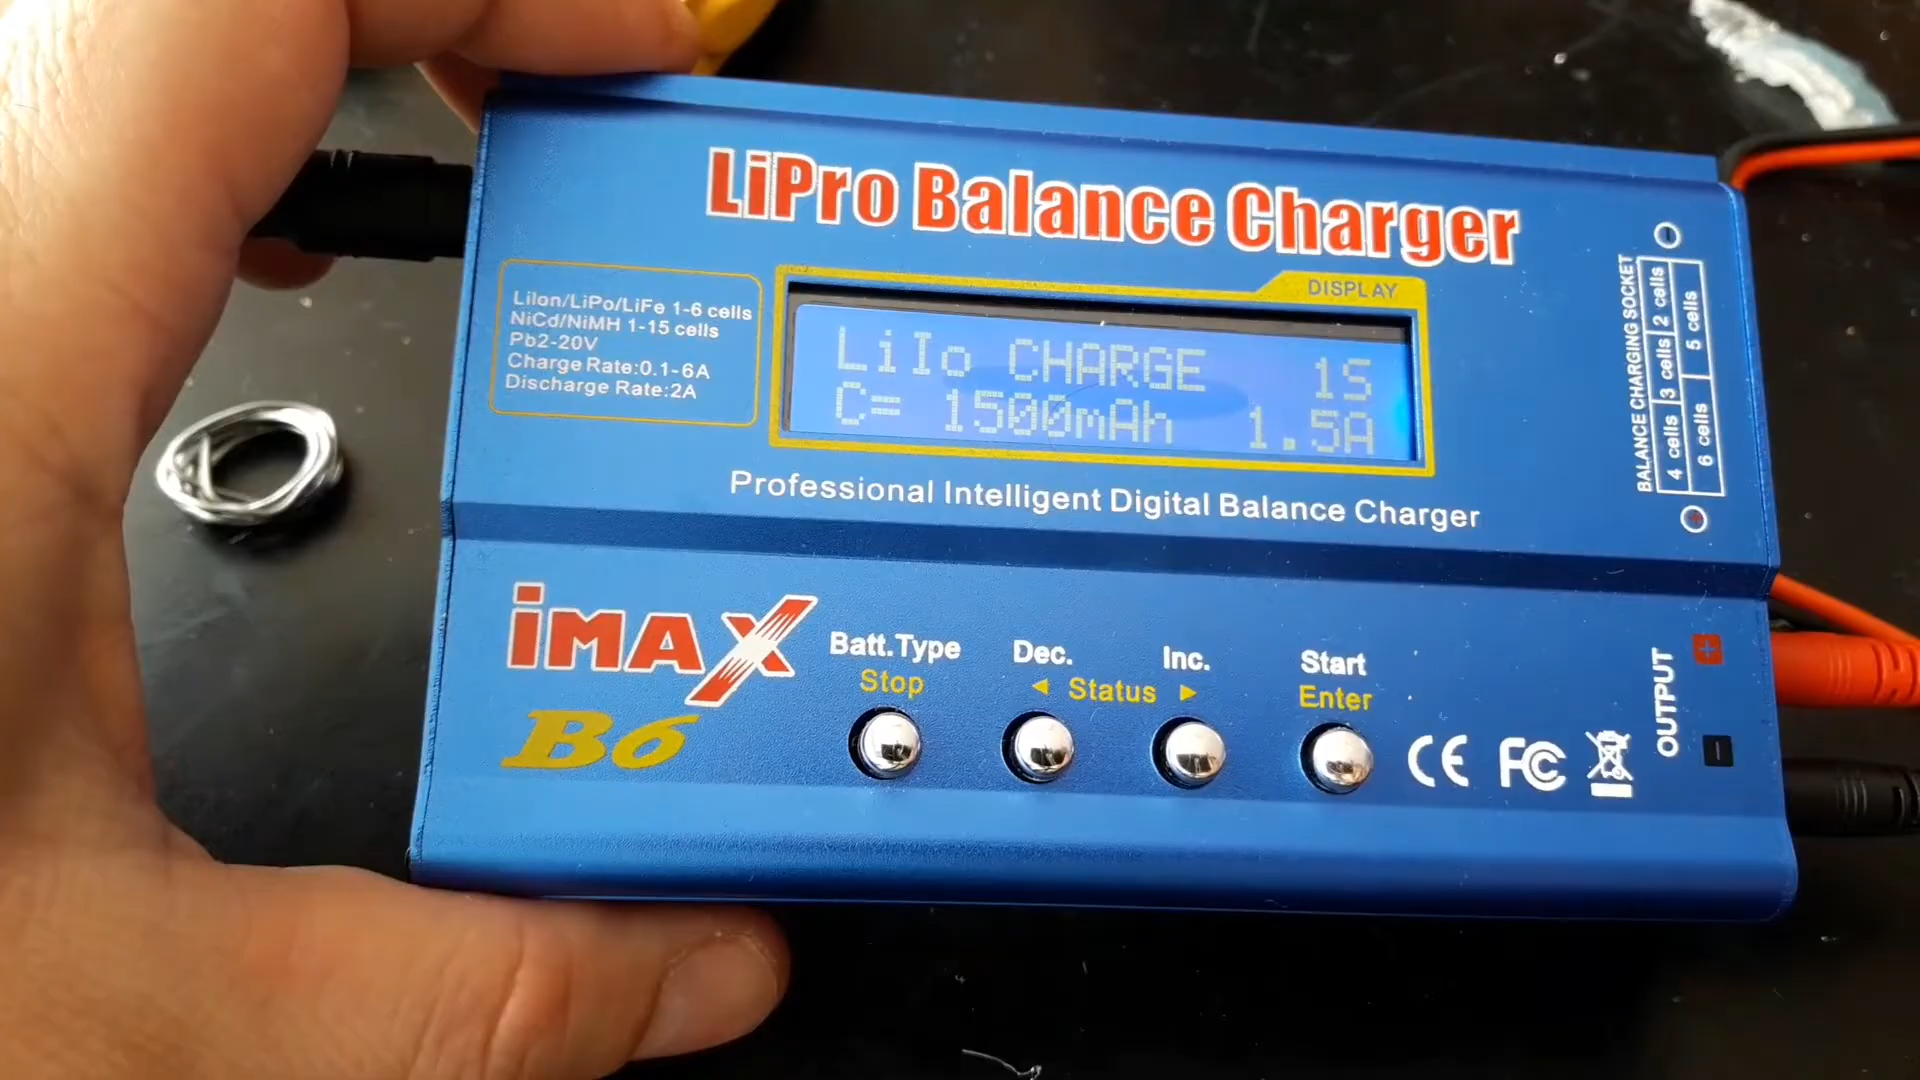 LiPro Balance Charger
DISPLAY
LiIon/LiPo/LiFe 1-6 cells
NiCd/NiMH 1-15 cells
Pb2-20V
Charge Rate:0.1-6A
Discharge Rate:2A
LiIo CHARGE 1S
C= 1500mAh 1.5A
Professional Intelligent Digital Balance Charger
BALANCE CHARGING SOCKET
4 cells 3 cells 2 cells
6 cells 5 cells
iMAX
B6
Batt.Type
Stop
Dec. Inc.
◄ Status ►
Start
Enter
CE FC
OUTPUT
+
-